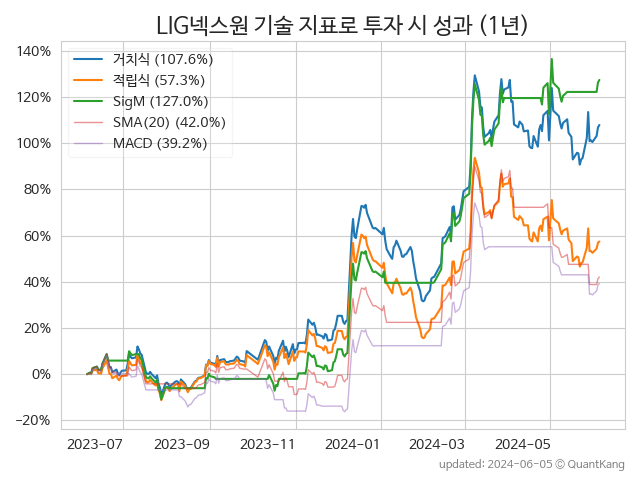 LIG넥스원 기술 지표로 투자 시 성과 (1년)
140%
120%
100%
80%
60%
40%
20%
0%
−20%
거치식 (107.6%)
적립식 (57.3%)
SigM (127.0%)
SMA(20) (42.0%)
MACD (39.2%)
2023−07
2023−09
2023−11
2024−01
2024−03
2024−05
updated: 2024−06−05 © QuantKang